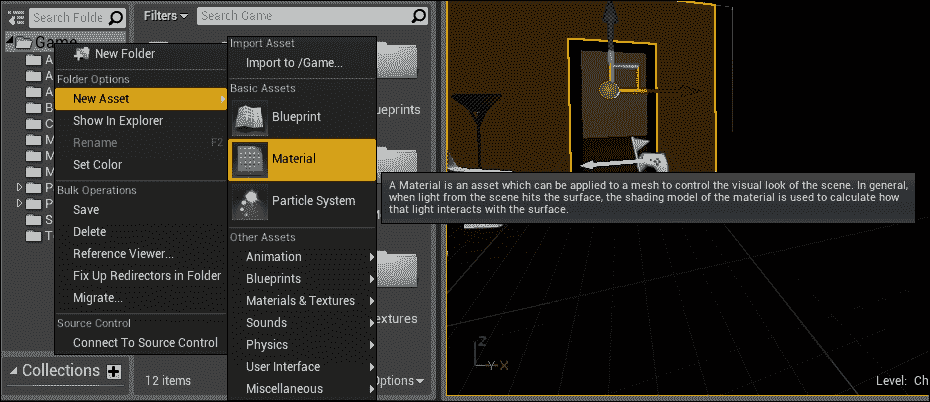 Search Folde
Filters
Search Game
Game
New Folder
Folder Options
New Asset
Show In Explorer
Rename F2
Set Color
Bulk Operations
Save
Delete
Reference Viewer...
Fix Up Redirectors in Folder
Migrate...
Source Control
Connect To Source Control
Collections
Import Asset
Import to /Game...
Basic Assets
Blueprint
Material
Particle System
Other Assets
Animation
Blueprints
Materials & Textures
Sounds
Physics
User Interface
Miscellaneous
ueprints
extures
12 items
Options
A Material is an asset which can be applied to a mesh to control the visual look of the scene. In general,
when light from the scene hits the surface, the shading model of the material is used to calculate how
that light interacts with the surface.
Z
Y X
Level: Ch